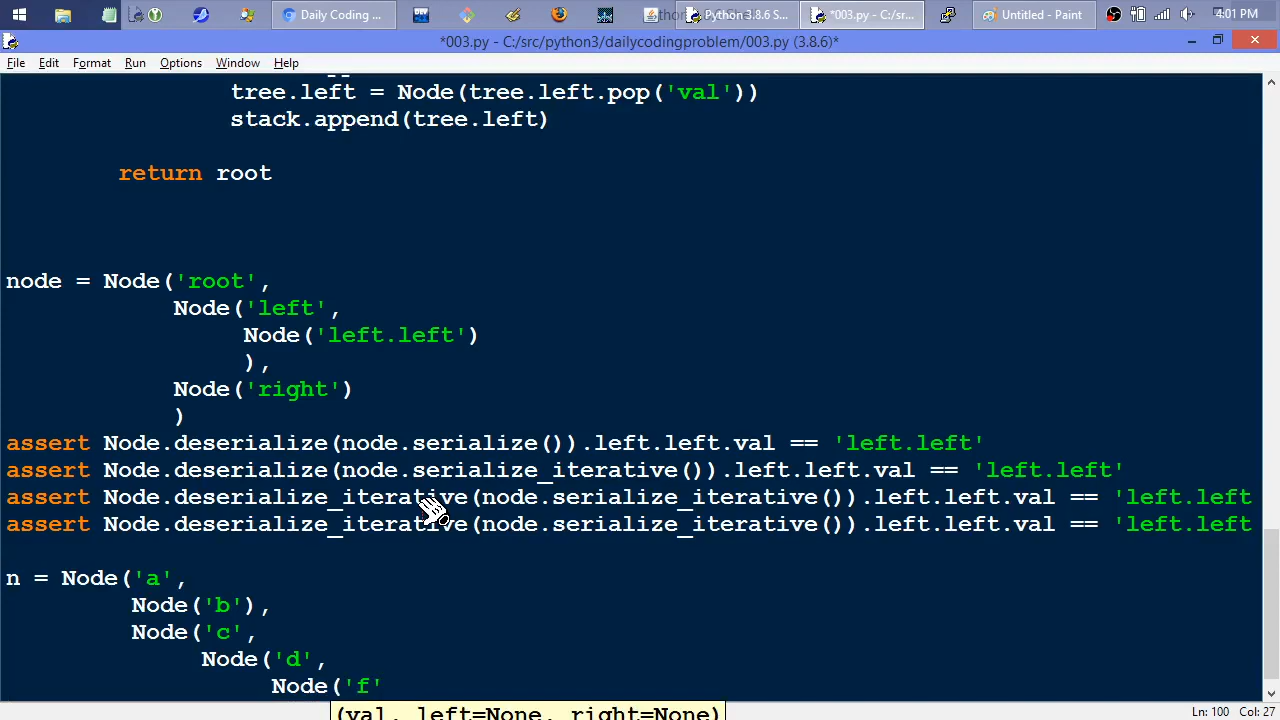 Daily Coding ...
Python 3.8.6 S...
*003.py - C:/sr...
Untitled - Paint
4:01 PM
*003.py - C:/src/python3/dailycodingproblem/003.py (3.8.6)*
File Edit Format Run Options Window Help
tree.left = Node(tree.left.pop('val'))
stack.append(tree.left)
return root
node = Node('root',
Node('left',
Node('left.left')
),
Node('right')
)
assert Node.deserialize(node.serialize()).left.left.val == 'left.left'
assert Node.deserialize(node.serialize_iterative()).left.left.val == 'left.left'
assert Node.deserialize_iterative(node.serialize_iterative()).left.left.val == 'left.left
assert Node.deserialize_iterative(node.serialize_iterative()).left.left.val == 'left.left
n = Node('a',
Node('b'),
Node('c',
Node('d',
Node('f'
(val, left=None, right=None)
Ln: 100 Col: 27